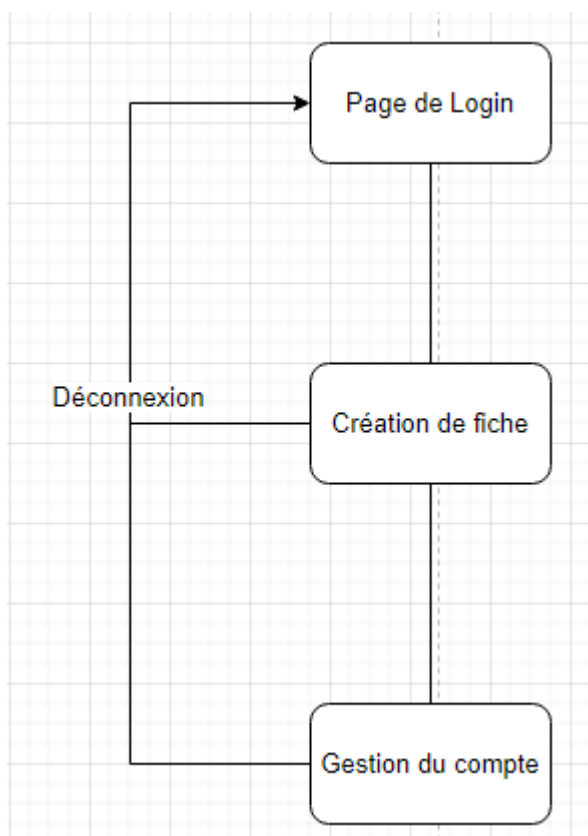 Page de Login
Déconnexion
Création de fiche
Gestion du compte